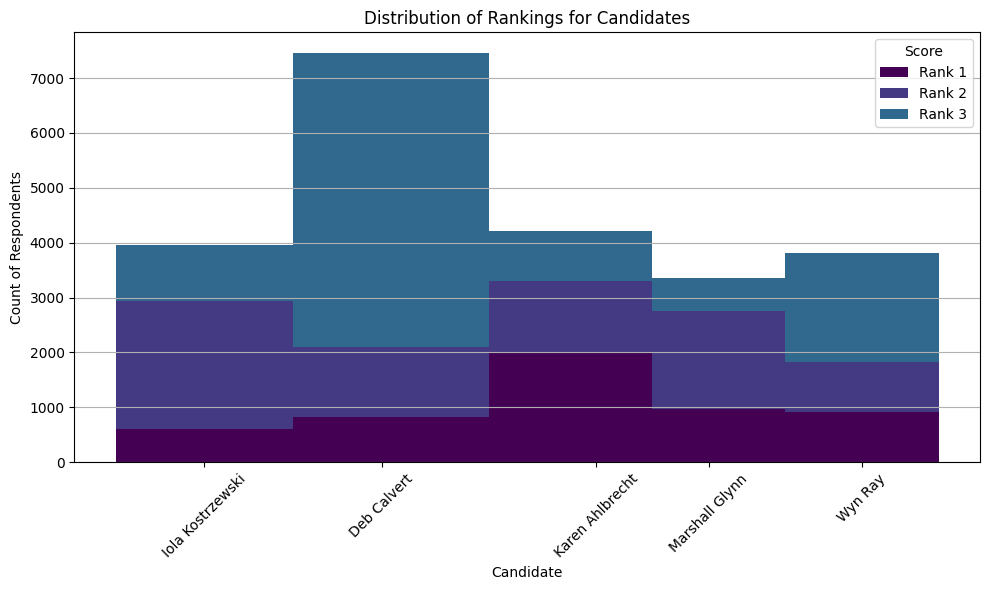 Distribution of Rankings for Candidates
Score
Rank 1
Rank 2
Rank 3
Count of Respondents
7000
6000
5000
4000
3000
2000
1000
0
Iola Kostrzewski
Deb Calvert
Karen Ahlbrecht
Marshall Glynn
Wyn Ray
Candidate